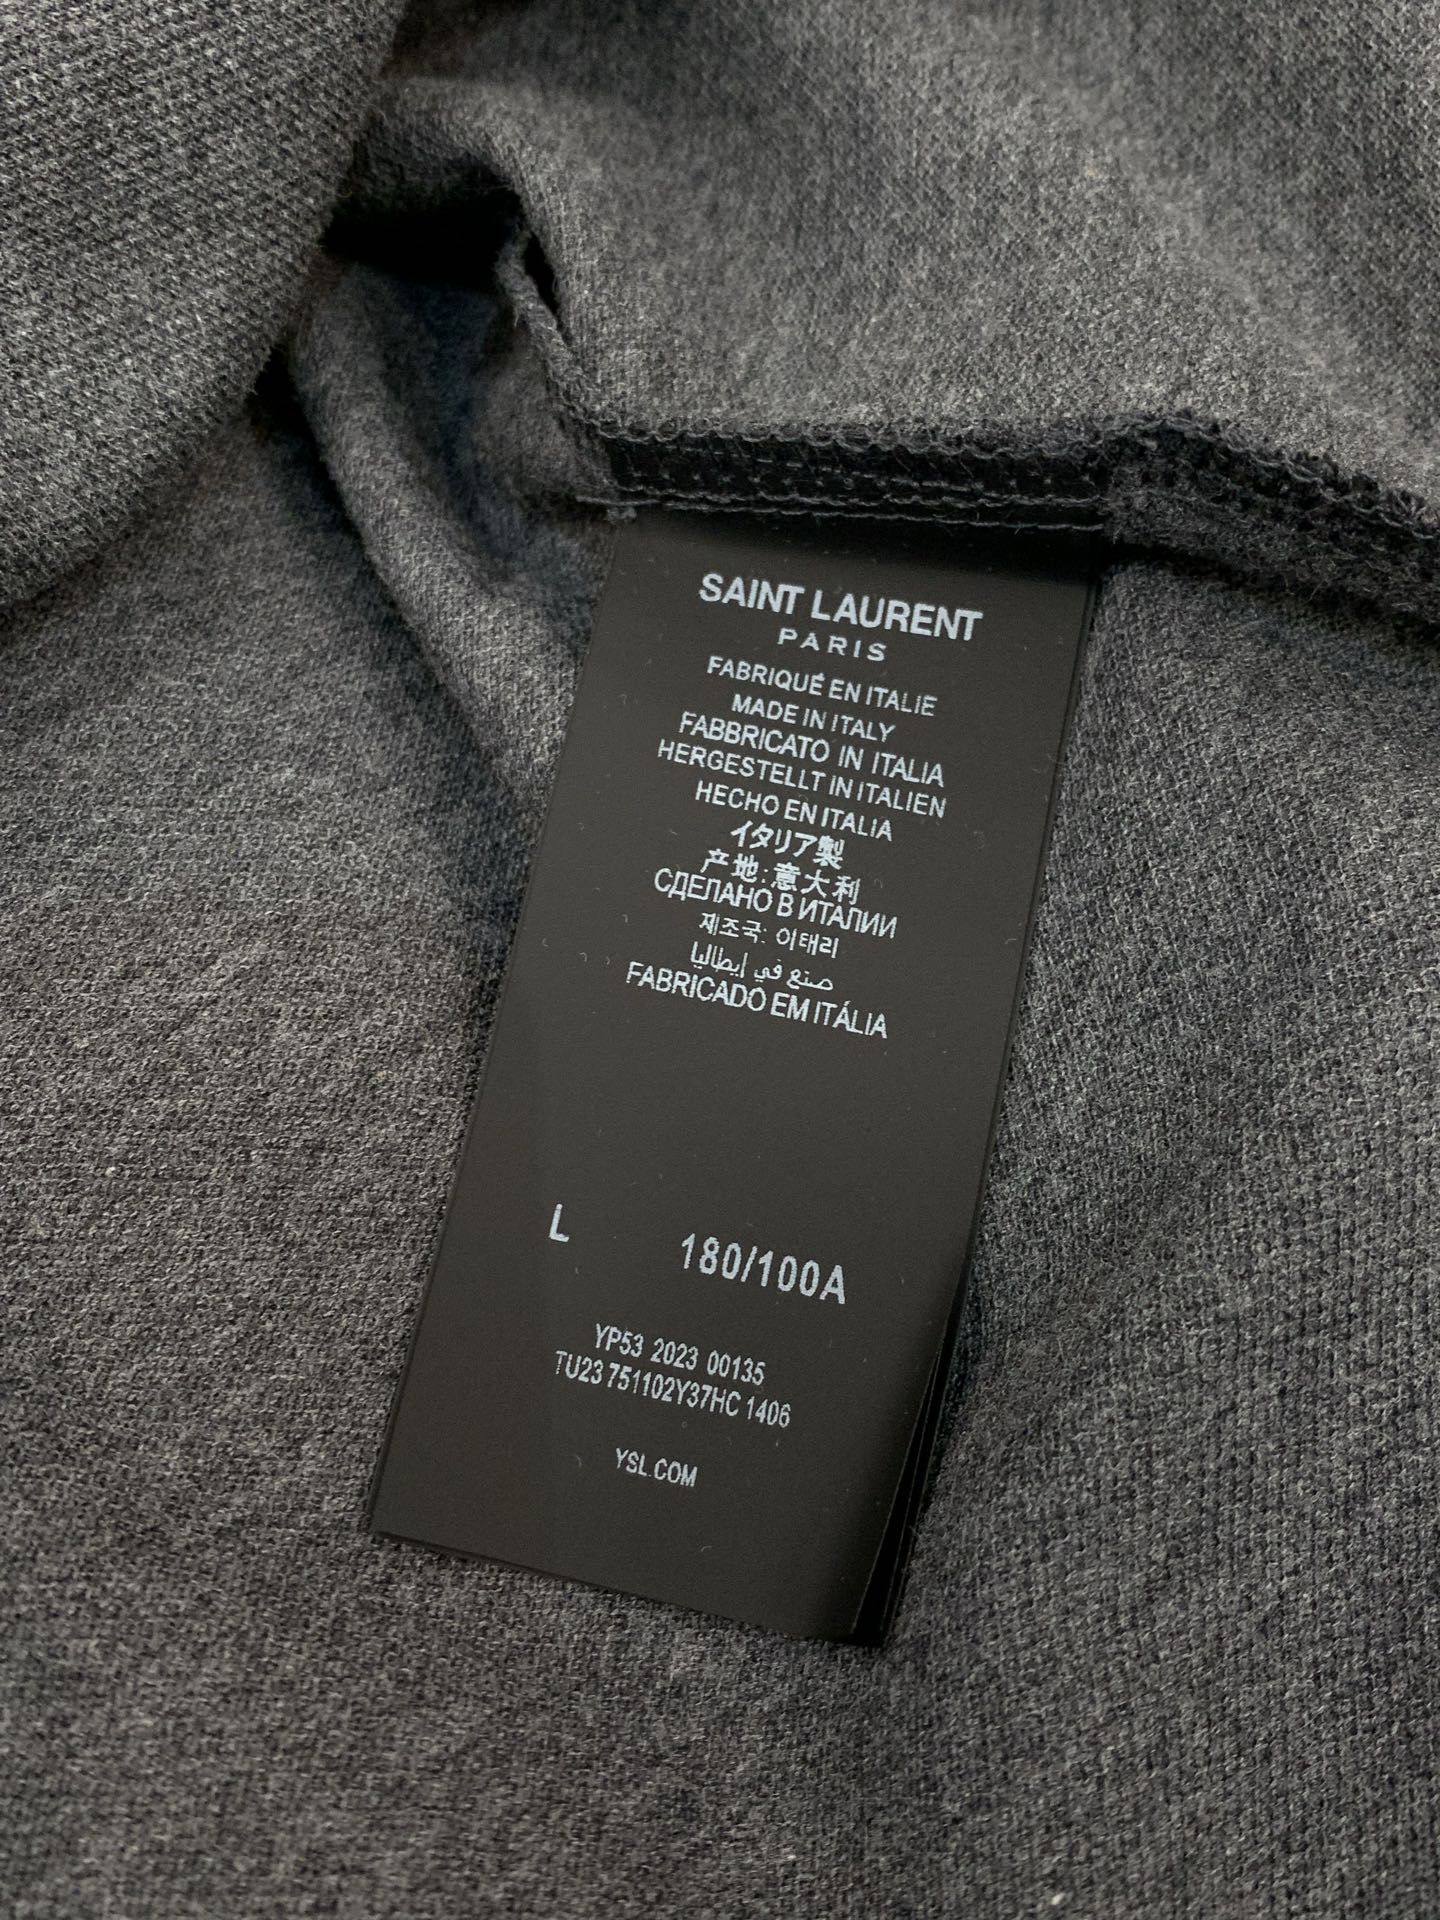 SAINT LAURENT
PARIS
FABRIQUÉ EN ITALIE
MADE IN ITALY
FABBRICATO IN ITALIA
HERGESTELLT IN ITALIEN
HECHO EN ITALIA
イタリア製
产地:意大利
СДЕЛАНО В ИТАЛИИ
제조국: 이태리
صنع في إيطاليا
FABRICADO EM ITÁLIA
L 180/100A
YP53 2023 00135
TU23 751102Y37HC 1406
YSL.COM